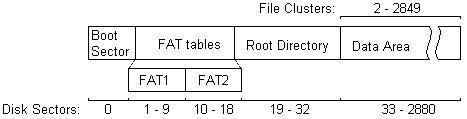 File Clusters: 2 - 2849
Boot Sector FAT tables Root Directory Data Area
FAT1 FAT2
Disk Sectors: 0 1 - 9 10 - 18 19 - 32 33 - 2880